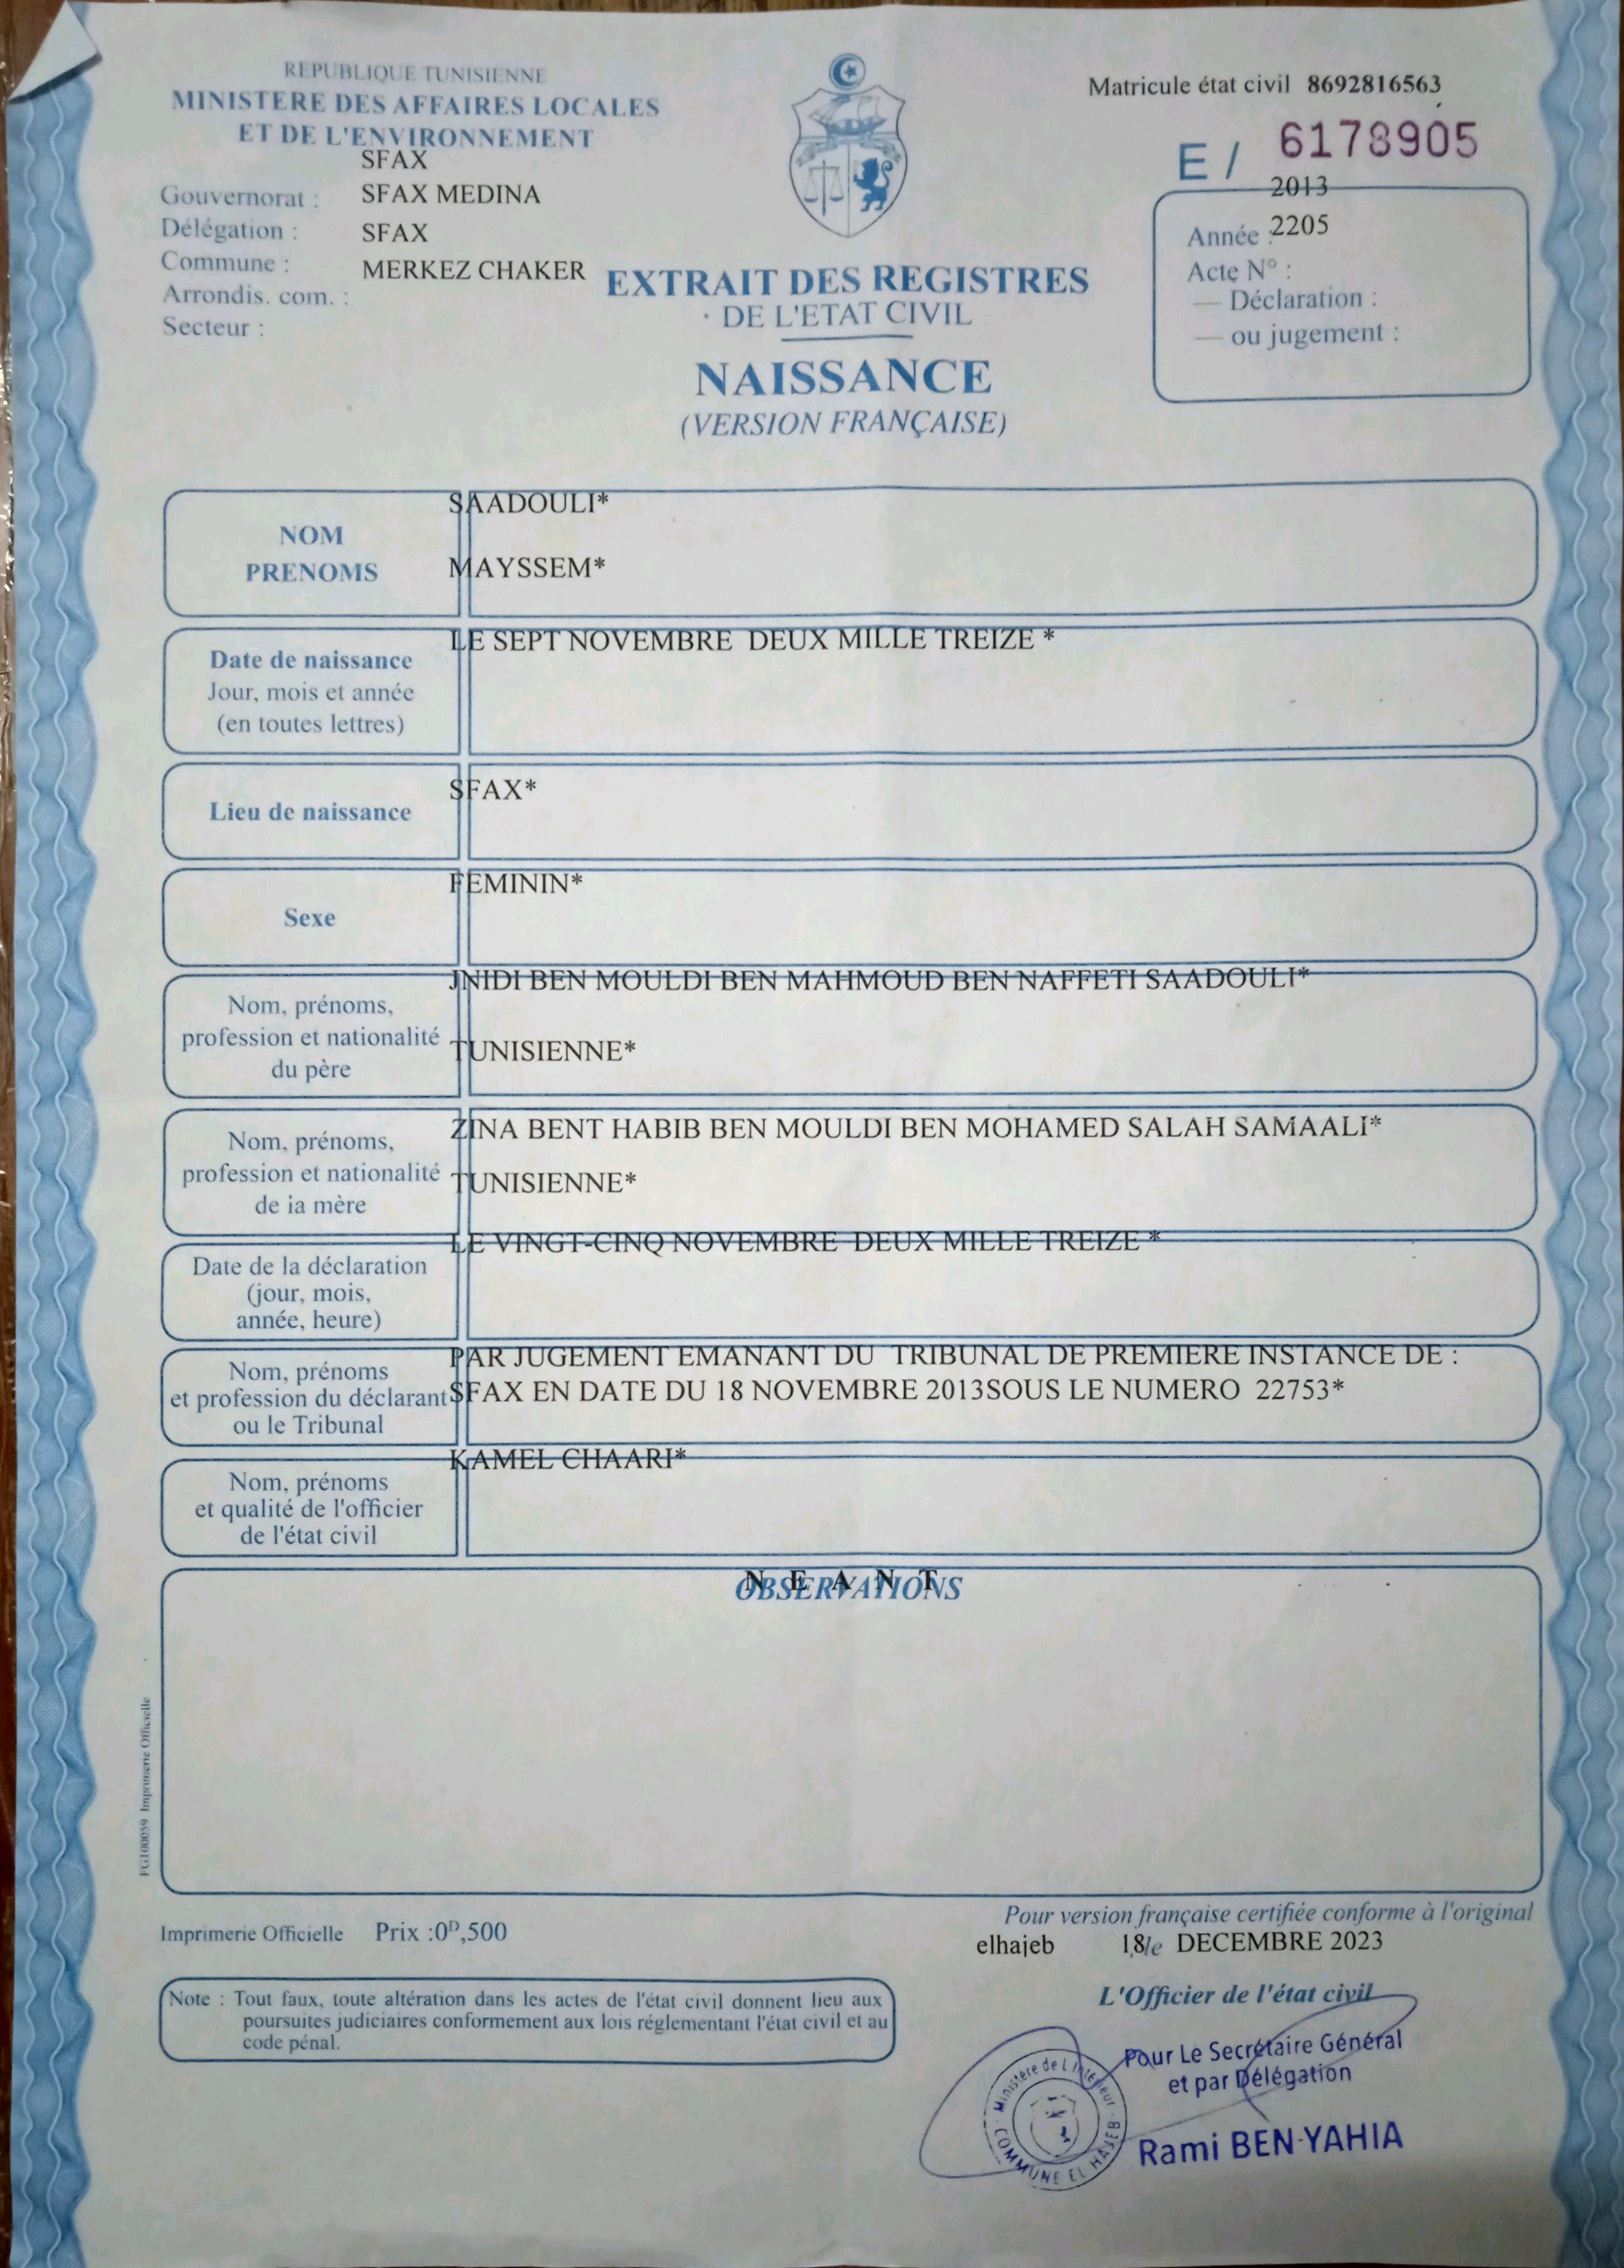 REPUBLIQUE TUNISIENNE
MINISTERE DES AFFAIRES LOCALES
ET DE L'ENVIRONNEMENT
SFAX
Gouvernorat : SFAX MEDINA
Délégation : SFAX
Commune : MERKEZ CHAKER
Arrondis. com. :
Secteur :
Matricule état civil 8692816563
E / 6178905
2013
Année : 2205
Acte N° :
— Déclaration :
— ou jugement :
EXTRAIT DES REGISTRES
DE L'ETAT CIVIL
NAISSANCE
(VERSION FRANÇAISE)
NOM
PRENOMS
SAADOULI*
MAYSSEM*
Date de naissance
Jour, mois et année
(en toutes lettres)
LE SEPT NOVEMBRE DEUX MILLE TREIZE *
Lieu de naissance
SFAX*
Sexe
FEMININ*
Nom, prénoms,
profession et nationalité
du père
JNIDI BEN MOULDI BEN MAHMOUD BEN NAFFETI SAADOULI*
TUNISIENNE*
Nom, prénoms,
profession et nationalité
de ia mère
ZINA BENT HABIB BEN MOULDI BEN MOHAMED SALAH SAMAALI*
TUNISIENNE*
Date de la déclaration
(jour, mois,
année, heure)
LE VINGT-CINQ NOVEMBRE DEUX MILLE TREIZE *
Nom, prénoms
et profession du déclarant
ou le Tribunal
PAR JUGEMENT EMANANT DU TRIBUNAL DE PREMIERE INSTANCE DE :
SFAX EN DATE DU 18 NOVEMBRE 2013SOUS LE NUMERO 22753*
Nom, prénoms
et qualité de l'officier
de l'état civil
KAMEL CHAARI*
OBSERVATIONS
N E A N T
FG100059 Imprimerie Officielle
Imprimerie Officielle Prix :0ᴰ,500
Pour version française certifiée conforme à l'original
elhajeb 18 le DECEMBRE 2023
Note : Tout faux, toute altération dans les actes de l'état civil donnent lieu aux
poursuites judiciaires conformement aux lois réglementant l'état civil et au
code pénal.
L'Officier de l'état civil
Pour Le Secrétaire Général
et par Délégation
Rami BEN-YAHIA
Ministère de L'Intérieur
COMMUNE EL HAJEB